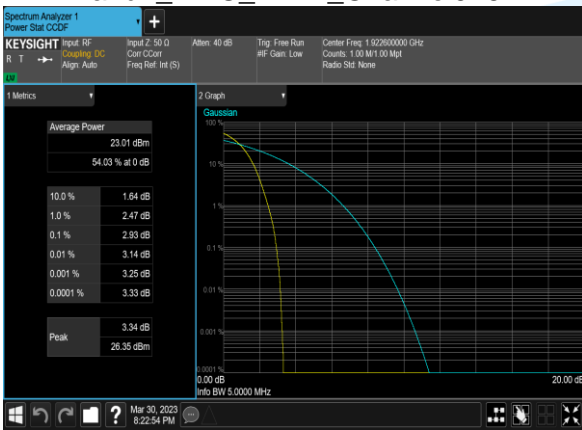 Spectrum Analyzer 1
Power Stat CCDF
+
KEYSIGHT
R T
LW
Input: RF
Coupling: DC
Align: Auto
Input Z: 50 Ω
Corr CCorr
Freq Ref: Int (S)
Atten: 40 dB
Trig: Free Run
#IF Gain: Low
Center Freq: 1.922600000 GHz
Counts: 1.00 M/1.00 Mpt
Radio Std: None
1 Metrics
Average Power
23.01 dBm
54.03 % at 0 dB
10.0 % 1.64 dB
1.0 % 2.47 dB
0.1 % 2.93 dB
0.01 % 3.14 dB
0.001 % 3.25 dB
0.0001 % 3.33 dB
Peak
3.34 dB
26.35 dBm
2 Graph
Gaussian
100 %
10 %
1 %
0.1 %
0.01 %
0.001 %
0.0001 %
0.00 dB
20.00 dB
Info BW 5.0000 MHz
?
Mar 30, 2023
8:22:54 PM